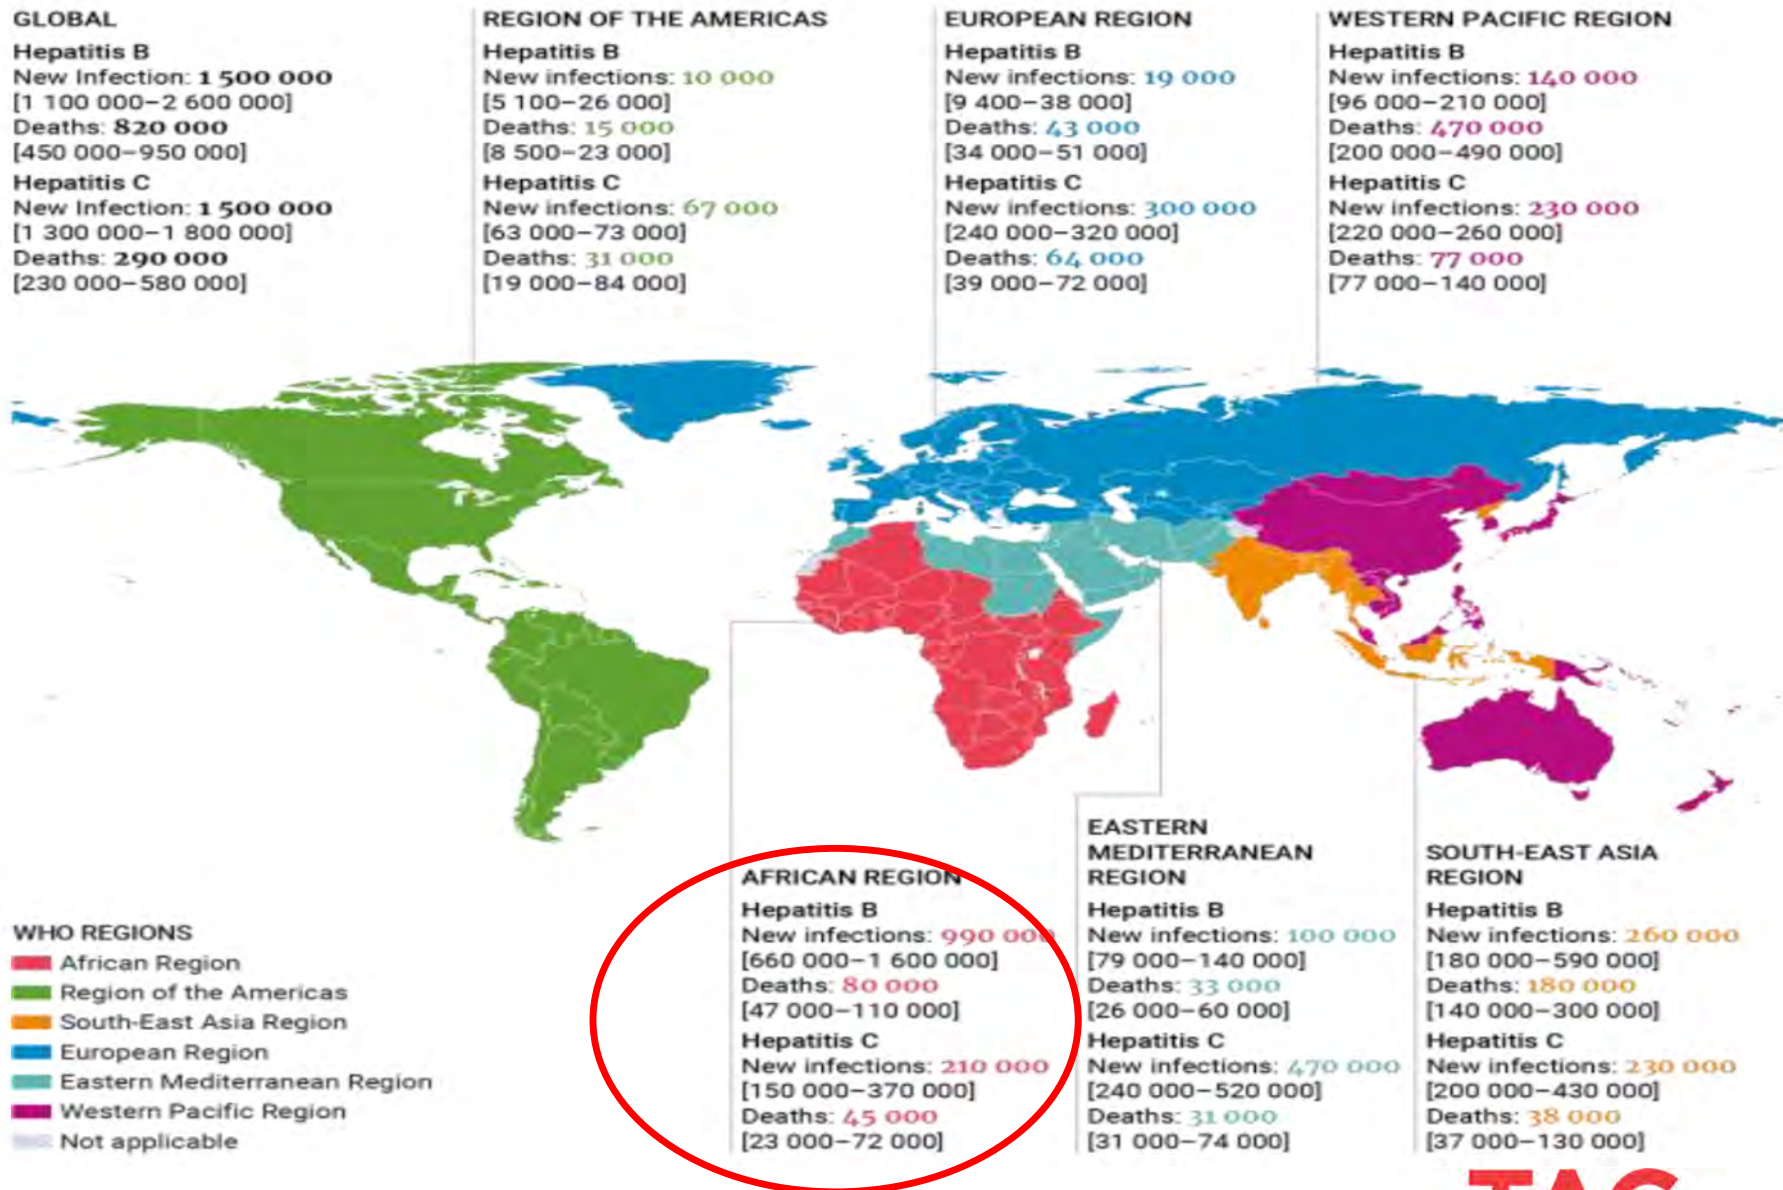 GLOBAL
Hepatitis B
New Infection: 1 500 000
[1 100 000–2 600 000]
Deaths: 820 000
[450 000–950 000]
Hepatitis C
New Infection: 1 500 000
[1 300 000–1 800 000]
Deaths: 290 000
[230 000–580 000]
REGION OF THE AMERICAS
Hepatitis B
New infections: 10 000
[5 100–26 000]
Deaths: 15 000
[8 500–23 000]
Hepatitis C
New infections: 67 000
[63 000–73 000]
Deaths: 31 000
[19 000–84 000]
EUROPEAN REGION
Hepatitis B
New infections: 19 000
[9 400–38 000]
Deaths: 43 000
[34 000–51 000]
Hepatitis C
New infections: 300 000
[240 000–320 000]
Deaths: 64 000
[39 000–72 000]
WESTERN PACIFIC REGION
Hepatitis B
New infections: 140 000
[96 000–210 000]
Deaths: 470 000
[200 000–490 000]
Hepatitis C
New infections: 230 000
[220 000–260 000]
Deaths: 77 000
[77 000–140 000]
WHO REGIONS
African Region
Region of the Americas
South-East Asia Region
European Region
Eastern Mediterranean Region
Western Pacific Region
Not applicable
AFRICAN REGION
Hepatitis B
New infections: 990 000
[660 000–1 600 000]
Deaths: 80 000
[47 000–110 000]
Hepatitis C
New infections: 210 000
[150 000–370 000]
Deaths: 45 000
[23 000–72 000]
EASTERN
MEDITERRANEAN
REGION
Hepatitis B
New infections: 100 000
[79 000–140 000]
Deaths: 33 000
[26 000–60 000]
Hepatitis C
New infections: 470 000
[240 000–520 000]
Deaths: 31 000
[31 000–74 000]
SOUTH-EAST ASIA
REGION
Hepatitis B
New infections: 260 000
[180 000–590 000]
Deaths: 180 000
[140 000–300 000]
Hepatitis C
New infections: 230 000
[200 000–430 000]
Deaths: 38 000
[37 000–130 000]
TAG